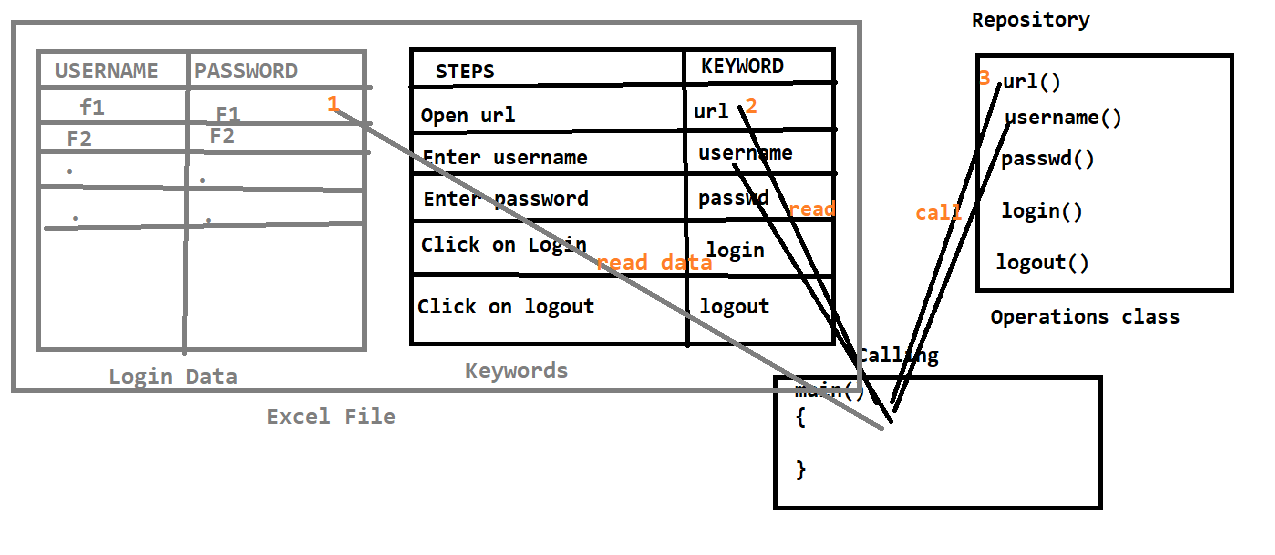 Repository
USERNAME PASSWORD
f1 F1
F2 F2
. .
. .
Login Data
1
read data
STEPS KEYWORD
Open url url
2
Enter username username
Enter password passwd
read
Click on Login login
Click on logout logout
Keywords
Excel File
3
url()
username()
passwd()
login()
logout()
call
Operations class
Calling
main()
{
}